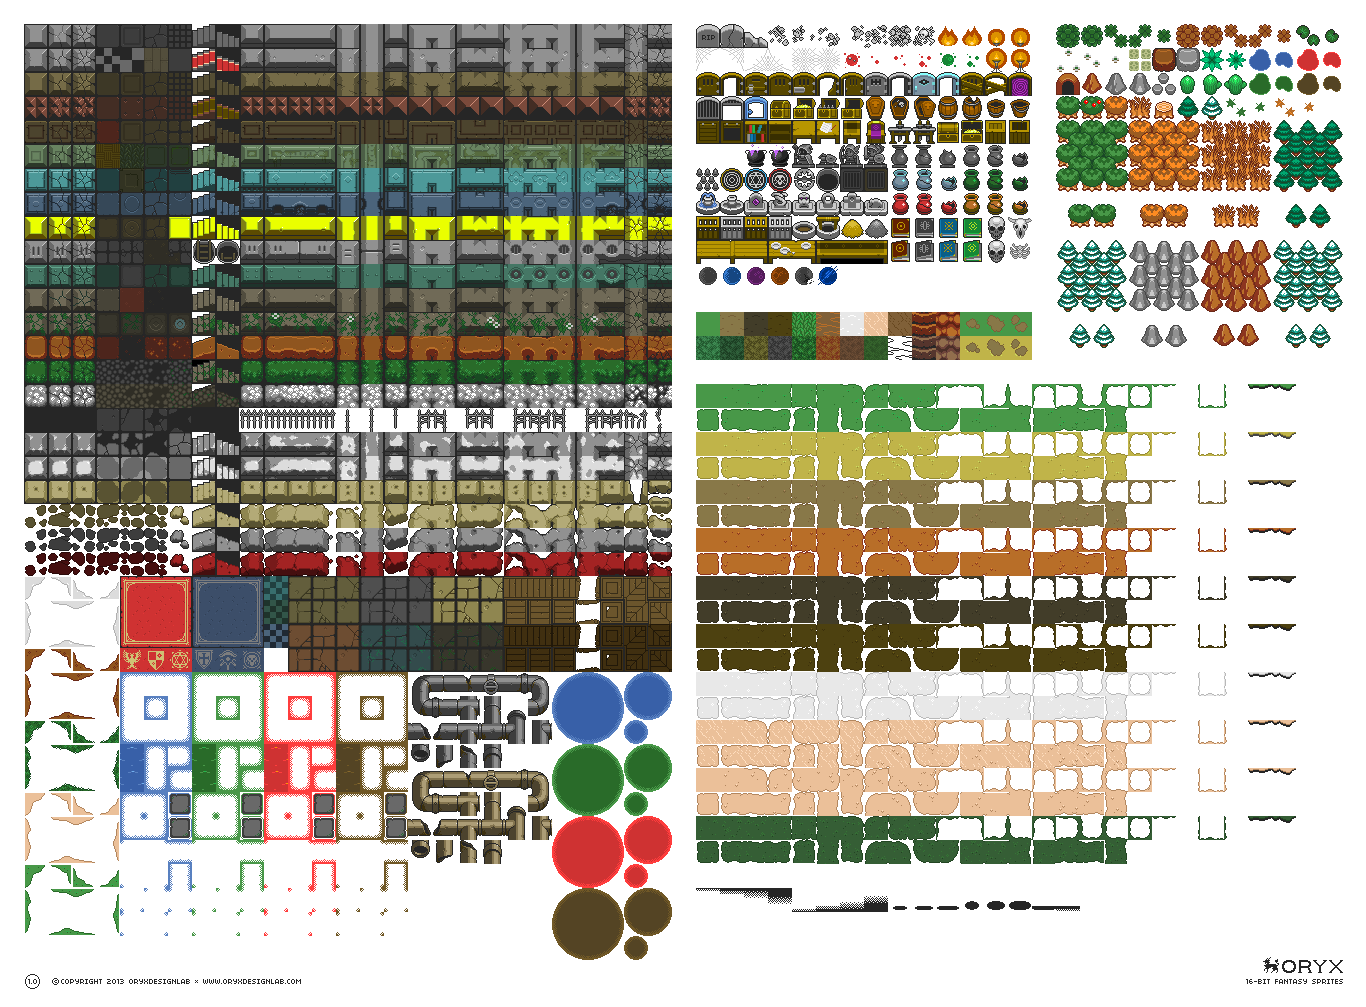 RIP
1.0
©COPYRIGHT 2013 ORYXDESIGNLAB × WWW.ORYXDESIGNLAB.COM
ORYX
16-BIT FANTASY SPRITES